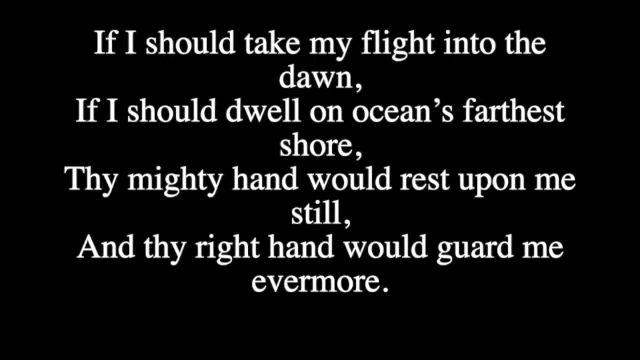 If I should take my flight into the
dawn,
If I should dwell on ocean’s farthest
shore,
Thy mighty hand would rest upon me
still,
And thy right hand would guard me
evermore.